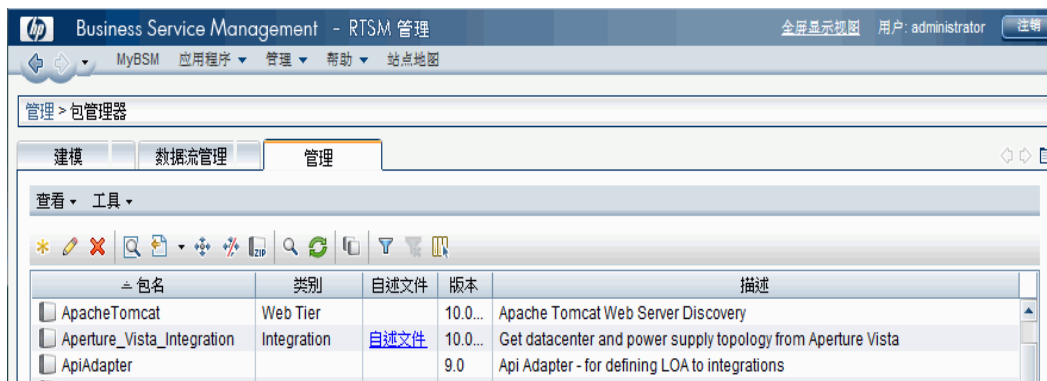 hp Business Service Management - RTSM 管理 全屏显示视图 用户: administrator 注销
MyBSM 应用程序 管理 帮助 站点地图
管理 > 包管理器
建模 数据流管理 管理
查看 工具
ZIP
包名 类别 自述文件 版本 描述
ApacheTomcat Web Tier 10.0... Apache Tomcat Web Server Discovery
Aperture_Vista_Integration Integration 自述文件 10.0... Get datacenter and power supply topology from Aperture Vista
ApiAdapter 9.0 Api Adapter - for defining LOA to integrations